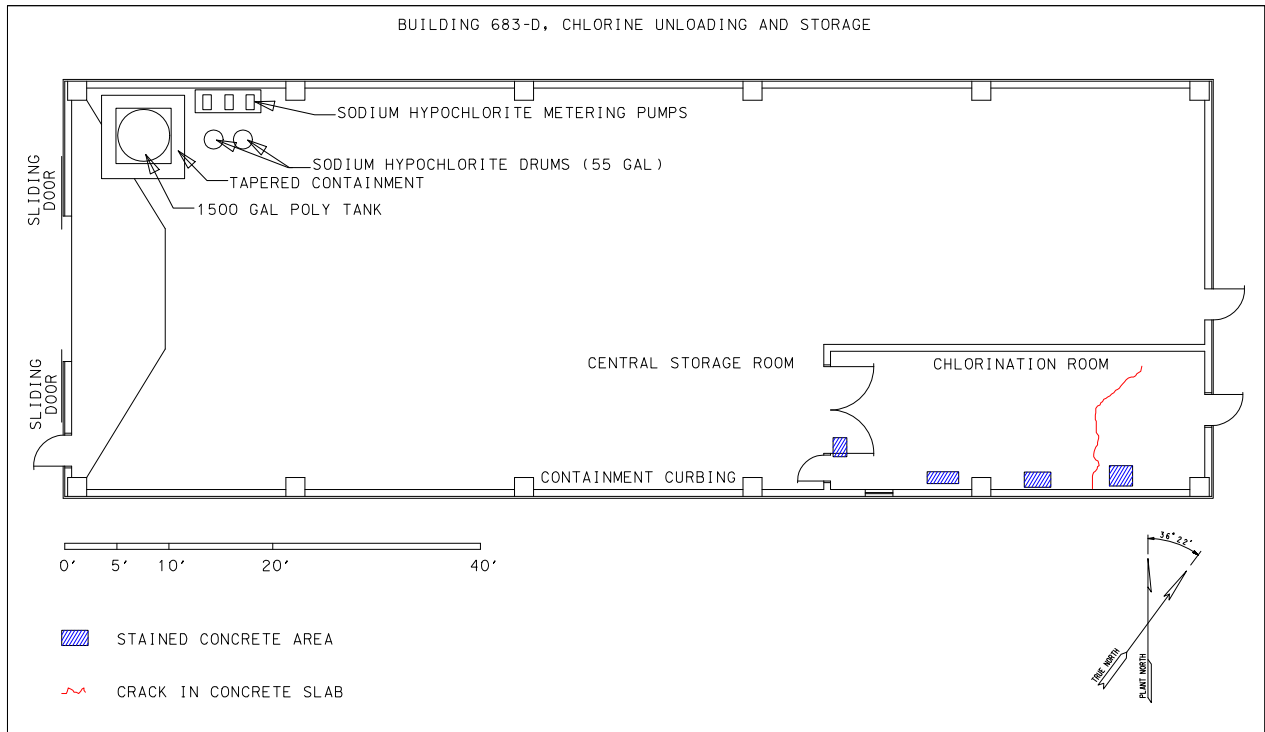 BUILDING 683-D, CHLORINE UNLOADING AND STORAGE
SODIUM HYPOCHLORITE METERING PUMPS
SODIUM HYPOCHLORITE DRUMS (55 GAL)
TAPERED CONTAINMENT
1500 GAL POLY TANK
SLIDING
DOOR
SLIDING
DOOR
CENTRAL STORAGE ROOM
CHLORINATION ROOM
CONTAINMENT CURBING
0' 5' 10' 20' 40'
36° 22'
TRUE NORTH
PLANT NORTH
STAINED CONCRETE AREA
CRACK IN CONCRETE SLAB